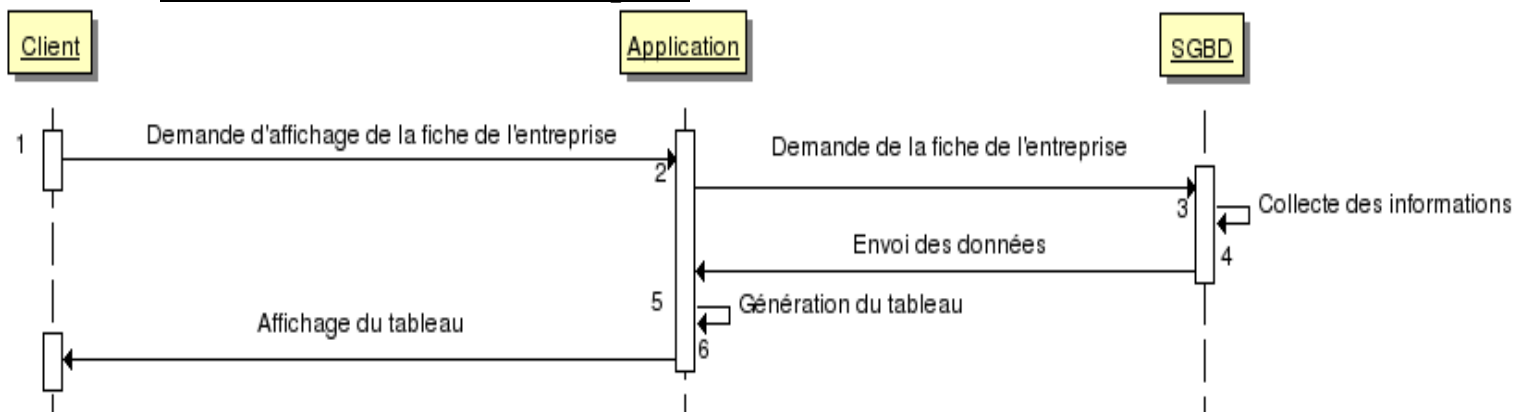 Client
Application
SGBD
1
Demande d'affichage de la fiche de l'entreprise
2
Demande de la fiche de l'entreprise
3
Collecte des informations
Envoi des données
4
5
Génération du tableau
Affichage du tableau
6